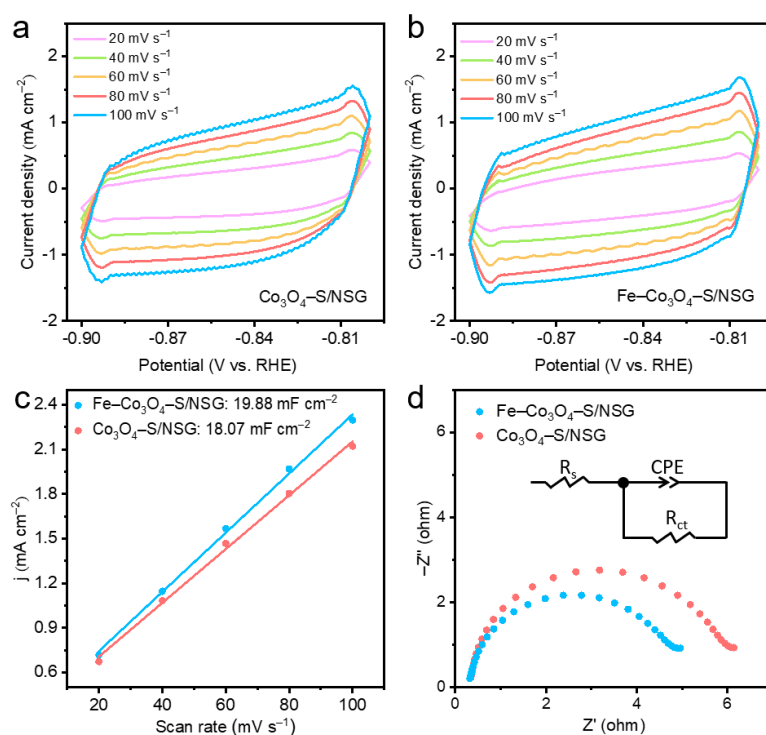 a
20 mV s⁻¹
40 mV s⁻¹
60 mV s⁻¹
80 mV s⁻¹
100 mV s⁻¹
Current density (mA cm⁻²)
2
1
0
-1
-2
Co₃O₄–S/NSG
-0.90
-0.87
-0.84
-0.81
Potential (V vs. RHE)
b
20 mV s⁻¹
40 mV s⁻¹
60 mV s⁻¹
80 mV s⁻¹
100 mV s⁻¹
Current density (mA cm⁻²)
2
1
0
-1
-2
Fe–Co₃O₄–S/NSG
-0.90
-0.87
-0.84
-0.81
Potential (V vs. RHE)
c
Fe–Co₃O₄–S/NSG: 19.88 mF cm⁻²
Co₃O₄–S/NSG: 18.07 mF cm⁻²
j (mA cm⁻²)
2.4
2.1
1.8
1.5
1.2
0.9
0.6
20
40
60
80
100
Scan rate (mV s⁻¹)
d
Fe–Co₃O₄–S/NSG
Co₃O₄–S/NSG
Rₛ
CPE
R_ct
–Z" (ohm)
6
4
2
0
0
2
4
6
Z' (ohm)